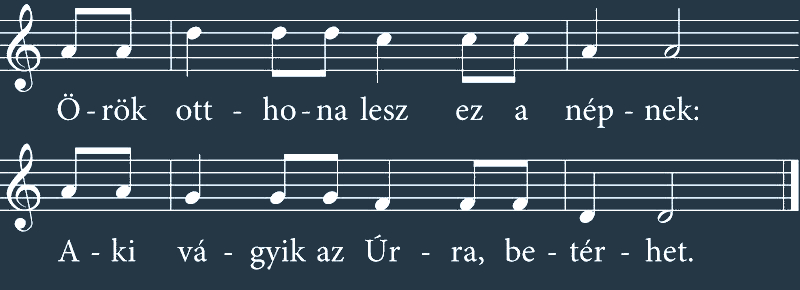 Ö - rök ott - ho - na lesz ez a nép - nek:
A - ki vá - gyik az Úr - ra, be - tér - het.